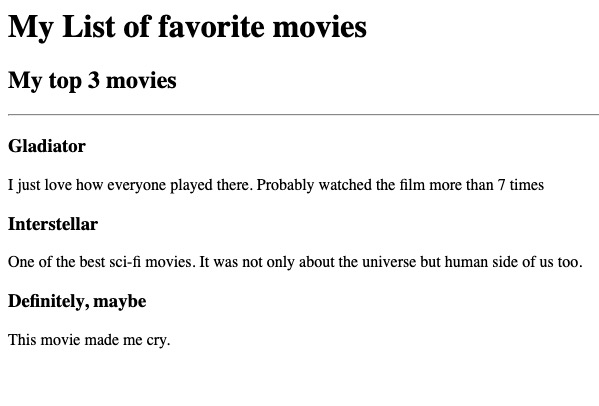 My List of favorite movies
My top 3 movies
Gladiator
I just love how everyone played there. Probably watched the film more than 7 times
Interstellar
One of the best sci-fi movies. It was not only about the universe but human side of us too.
Definitely, maybe
This movie made me cry.